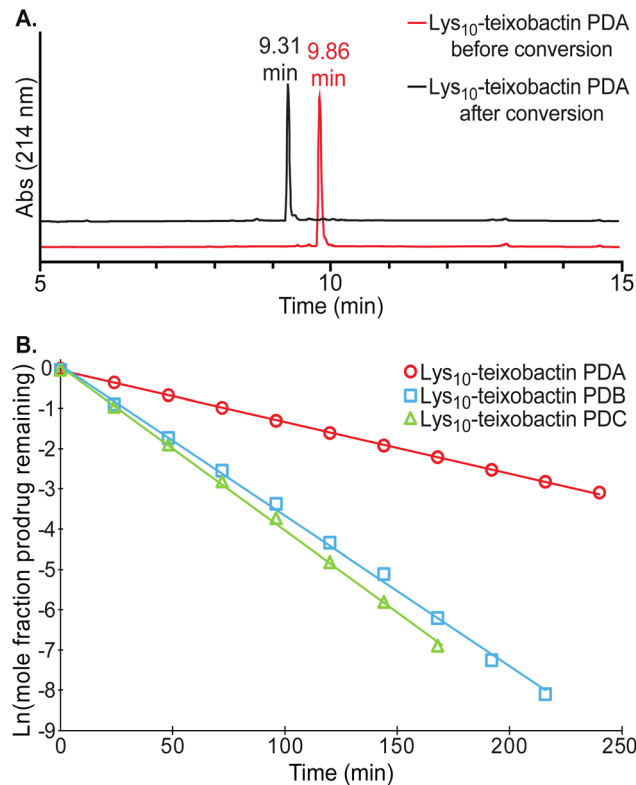 A.
Lys10-teixobactin PDA
before conversion
Lys10-teixobactin PDA
after conversion
9.31
min
9.86
min
Abs (214 nm)
5
10
15
Time (min)
B.
Lys10-teixobactin PDA
Lys10-teixobactin PDB
Lys10-teixobactin PDC
Ln(mole fraction prodrug remaining)
0
-1
-2
-3
-4
-5
-6
-7
-8
-9
0
50
100
150
200
250
Time (min)